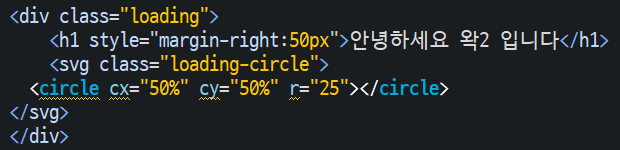 <div class="loading">
<h1 style="margin-right:50px">안녕하세요 왁2 입니다</h1>
<svg class="loading-circle">
<circle cx="50%" cy="50%" r="25"></circle>
</svg>
</div>